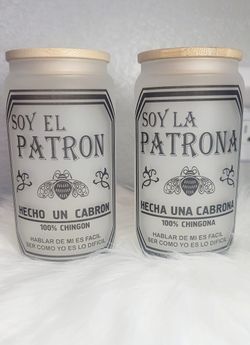 SOY EL
PATRON
HECHO UN CABRON
100% CHINGON
HABLAR DE MI ES FACIL
SER COMO YO ES LO DIFICIL
SOY LA
PATRONA
HECHA UNA CABRONA
100% CHINGONA
HABLAR DE MI ES FACIL
SER COMO YO ES LO DIFICIL